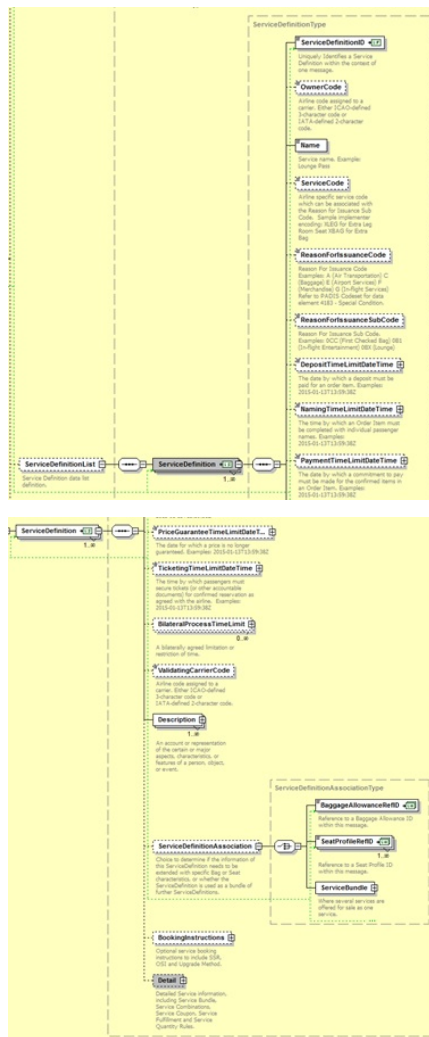 ServiceDefinitionType
ServiceDefinitionID
Uniquely Identifies a Service
Definition within the context of
one message.
OwnerCode
Airline code assigned to a
carrier. Either ICAO-defined
3-character code or
IATA-defined 2-character
code.
Name
Service name. Example:
Lounge Pass
ServiceCode
Airline specific service code
which can be associated with
the Reason for Issuance Sub
Code. Sample implementer
encoding: XLEG for Extra Leg
Room Seat XBAG for Extra
Bag
ReasonForIssuanceCode
Reason For Issuance Code
Examples: A (Air Transportation) C
(Baggage) E (Airport Services) F
(Merchandise) G (In-flight Services)
Refer to PADIS Codeset for data
element 4183 - Special Condition.
ReasonForIssuanceSubCode
Reason For Issuance Sub Code.
Examples: 0CC (First Checked Bag) 0B1
(In-flight Entertainment) 0BX (Lounge)
DepositTimeLimitDateTime
The date by which a deposit must be
paid for an order item. Examples:
2015-01-13T13:59:38Z
NamingTimeLimitDateTime
The time by which an Order Item must
be completed with individual passenger
names. Examples:
2015-01-13T13:59:38Z
ServiceDefinitionList
Service Definition data list
definition.
ServiceDefinition
1..∞
PaymentTimeLimitDateTime
The date by which a commitment to pay
must be made for the confirmed items in
an Order Item. Examples:
2015-01-13T13:59:38Z
ServiceDefinition
1..∞
PriceGuaranteeTimeLimitDateT...
The date for which a price is no longer
guaranteed. Examples: 2015-01-13T13:59:38Z
TicketingTimeLimitDateTime
The time by which passengers must
secure tickets (or other accountable
documents) for confirmed reservation as
agreed with the airline. Examples:
2015-01-13T13:59:38Z
BilateralProcessTimeLimit
0..∞
A bilaterally agreed limitation or
restriction of time.
ValidatingCarrierCode
Airline code assigned to a
carrier. Either ICAO-defined
3-character code or
IATA-defined 2-character code.
Description
1..∞
An account or representation
of the certain or major
aspects, characteristics, or
features of a person, object,
or event.
ServiceDefinitionAssociationType
BaggageAllowanceRefID
Reference to a Baggage Allowance ID
within this message.
ServiceDefinitionAssociation
Choice to determine if the information of
this ServiceDefinition needs to be
extended with specific Bag or Seat
characteristics, or whether the
ServiceDefinition is used as a bundle of
further ServiceDefinitions.
SeatProfileRefID
1..∞
Reference to a Seat Profile ID
within this message.
ServiceBundle
Where several services are
offered for sale as one
service.
BookingInstructions
Optional service booking
instructions to include SSR,
OSI and Upgrade Method.
Detail
Detailed Service information,
including Service Bundle,
Service Combinations,
Service Coupon, Service
Fulfillment and Service
Quantity Rules.